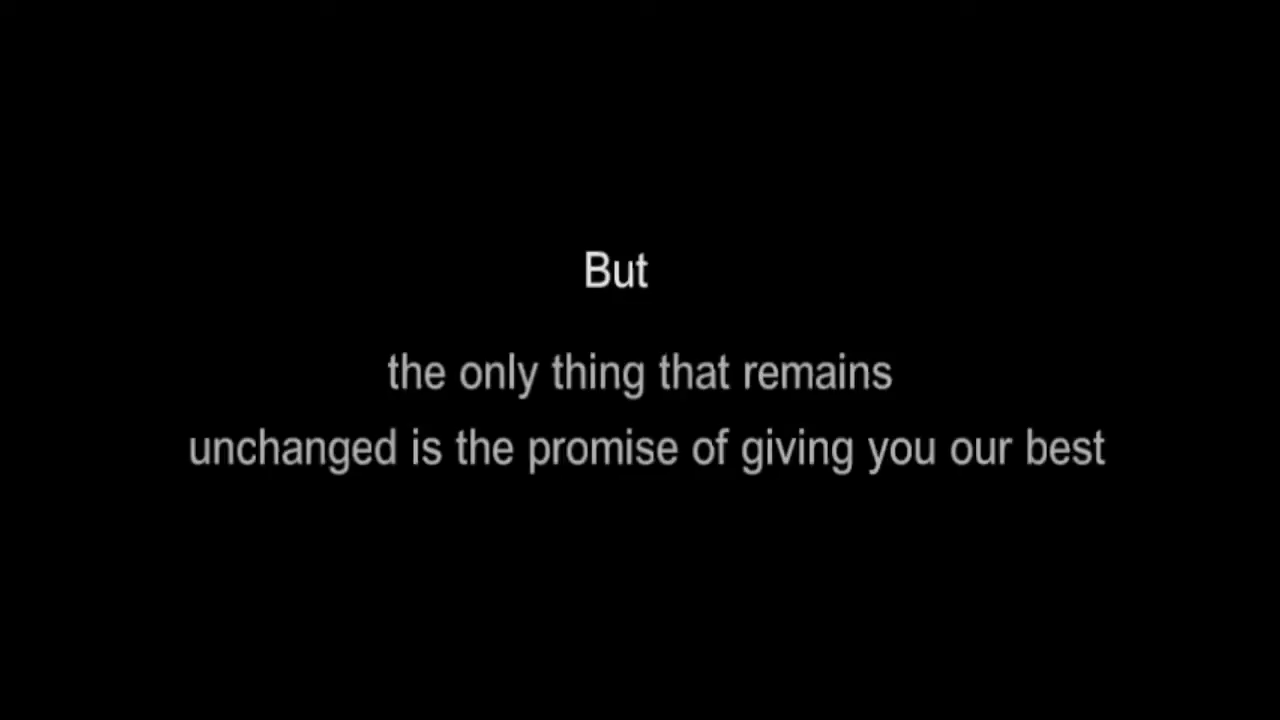 But
the only thing that remains
unchanged is the promise of giving you our best